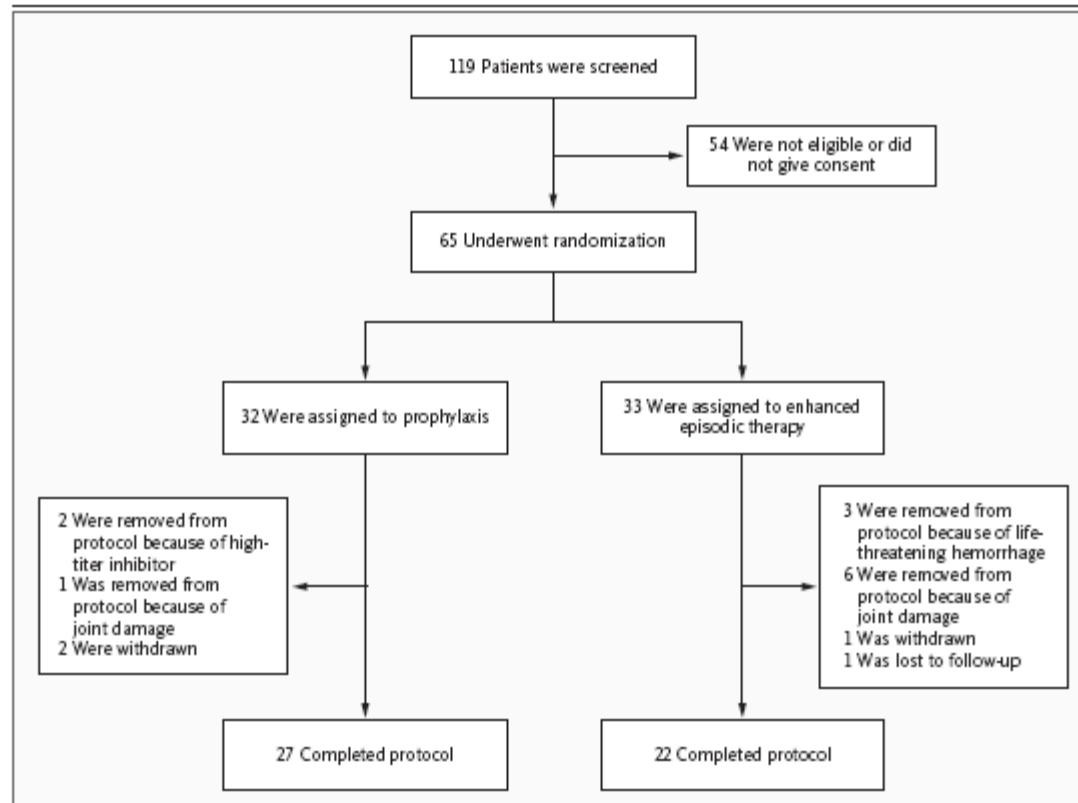 119 Patients were screened
54 Were not eligible or did
not give consent
65 Underwent randomization
32 Were assigned to prophylaxis
33 Were assigned to enhanced
episodic therapy
2 Were removed from
protocol because of high-
titer inhibitor
1 Was removed from
protocol because of
joint damage
2 Were withdrawn
3 Were removed from
protocol because of life-
threatening hemorrhage
6 Were removed from
protocol because of
joint damage
1 Was withdrawn
1 Was lost to follow-up
27 Completed protocol
22 Completed protocol